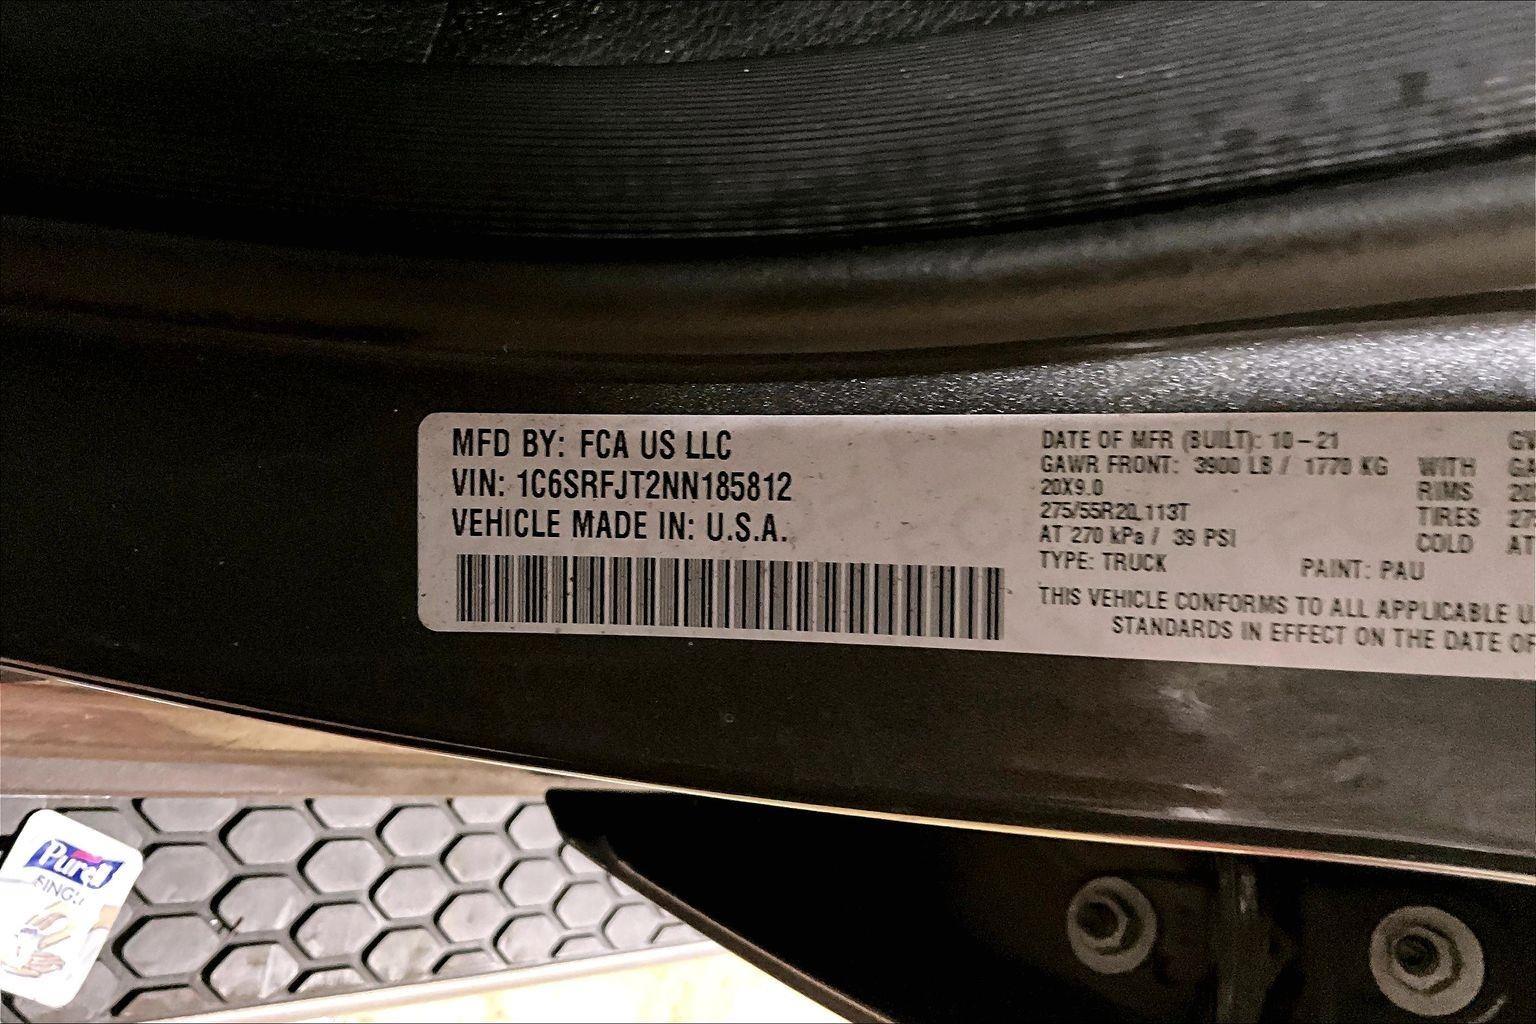 MFD BY: FCA US LLC
VIN: 1C6SRFJT2NN185812
VEHICLE MADE IN: U.S.A.
DATE OF MFR (BUILT): 10-21
GAWR FRONT: 3900 LB / 1770 KG WITH
20X9.0 RIMS
275/55R20 113T TIRES
AT 270 kPa / 39 PSI COLD AT
TYPE: TRUCK PAINT: PAU
THIS VEHICLE CONFORMS TO ALL APPLICABLE
STANDARDS IN EFFECT ON THE DATE OF
Purell